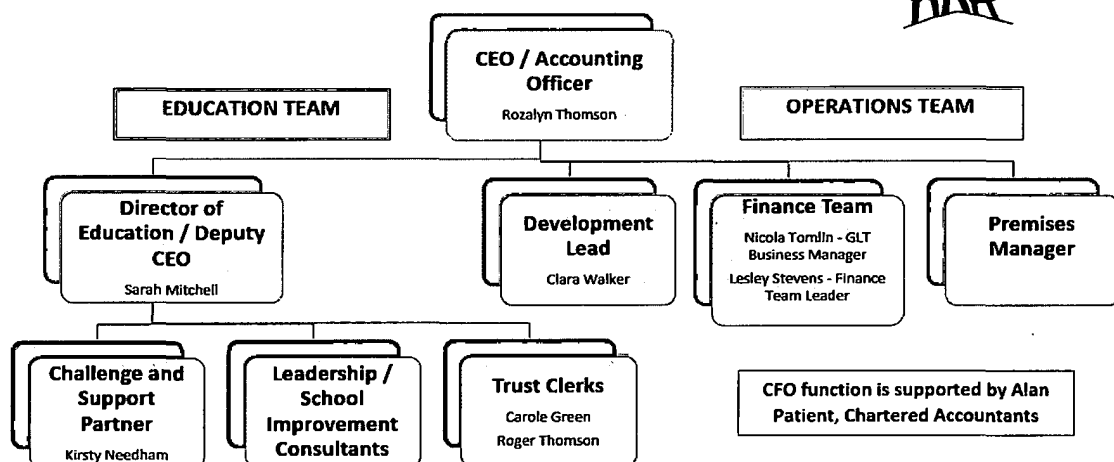 CEO / Accounting
Officer
Rozalyn Thomson
EDUCATION TEAM
OPERATIONS TEAM
Director of
Education / Deputy
CEO
Sarah Mitchell
Development
Lead
Clara Walker
Finance Team
Nicola Tomlin - GLT
Business Manager
Lesley Stevens - Finance
Team Leader
Premises
Manager
Challenge and
Support
Partner
Kirsty Needham
Leadership /
School
Improvement
Consultants
Trust Clerks
Carole Green
Roger Thomson
CFO function is supported by Alan
Patient, Chartered Accountants